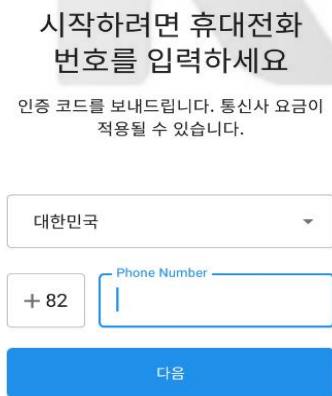 시작하려면 휴대전화
번호를 입력하세요
인증 코드를 보내드립니다. 통신사 요금이
적용될 수 있습니다.
대한민국
Phone Number
+ 82
다음